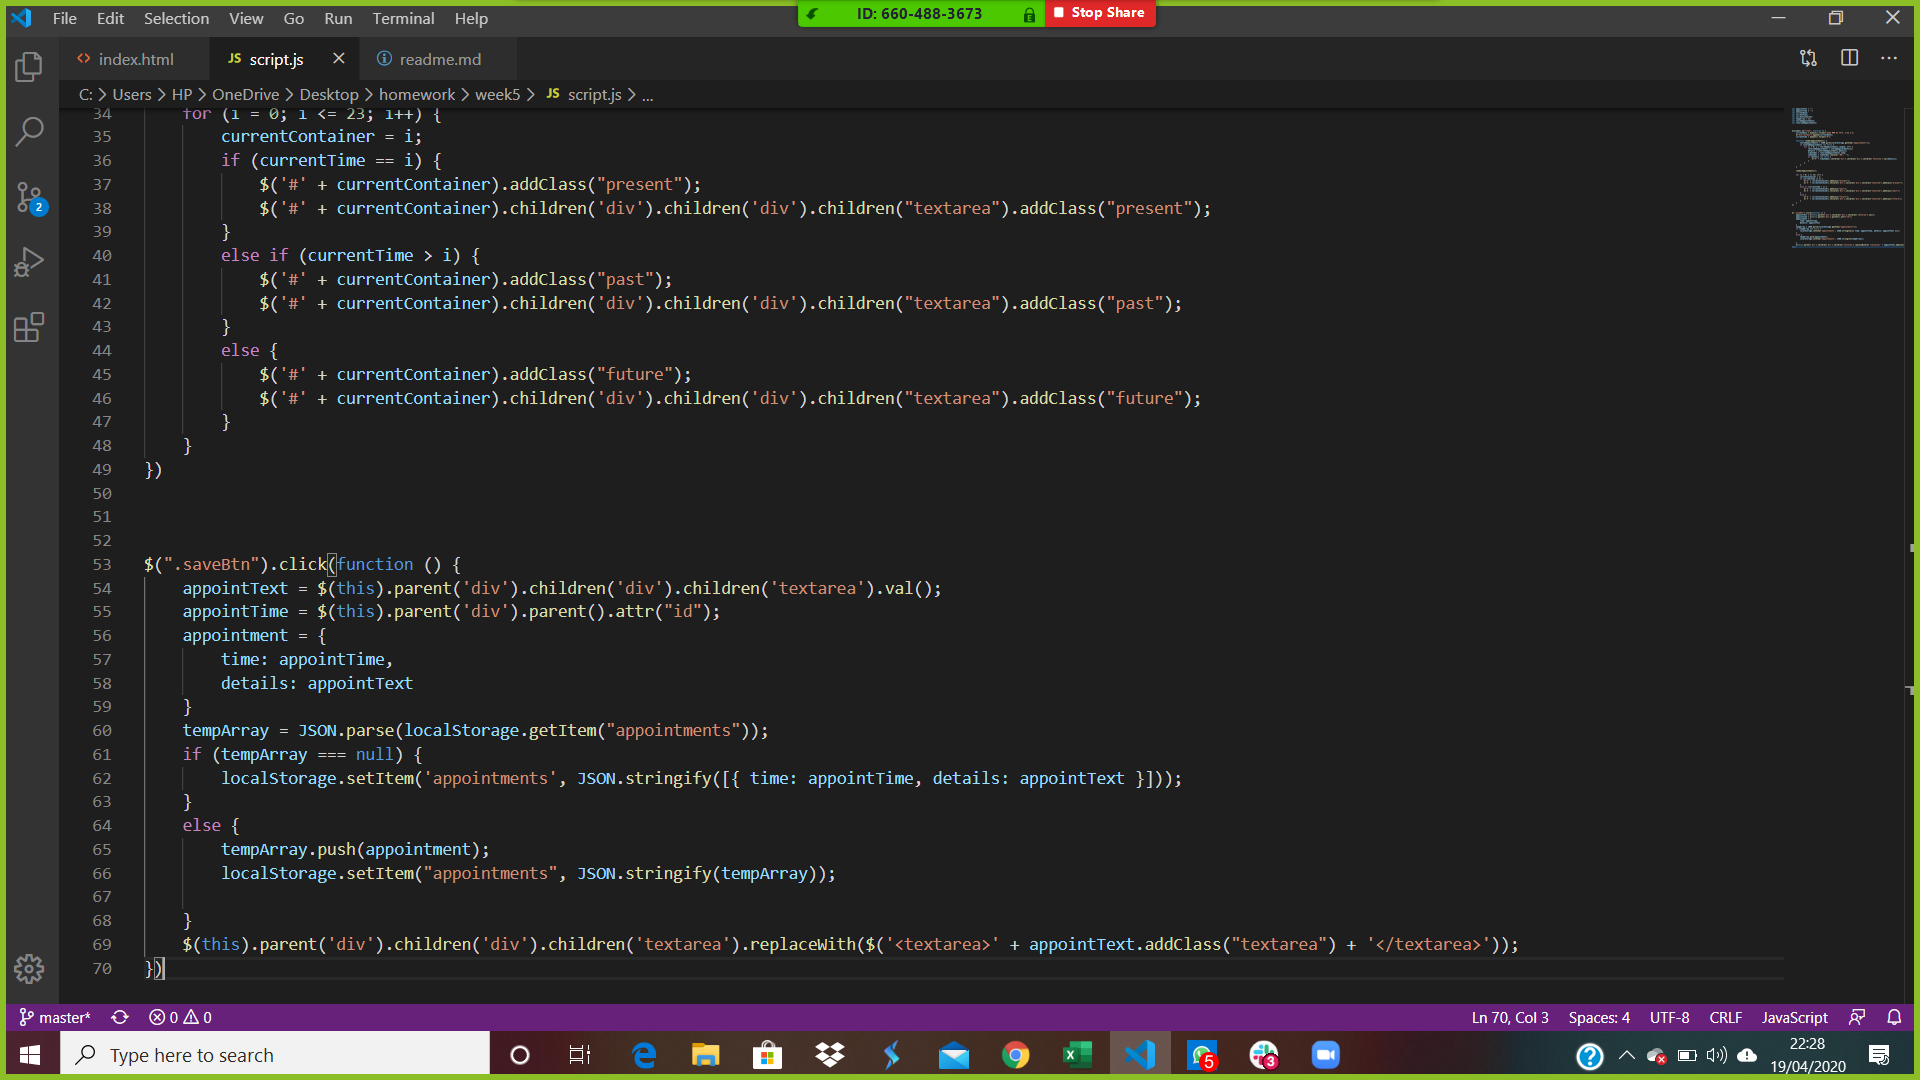 File Edit Selection View Go Run Terminal Help
ID: 660-488-3673 Stop Share
index.html JS script.js readme.md
C: > Users > HP > OneDrive > Desktop > homework > week5 > JS script.js > ...
34 for (i = 0; i <= 23; i++) {
35 currentContainer = i;
36 if (currentTime == i) {
37 $('#' + currentContainer).addClass("present");
38 $('#' + currentContainer).children('div').children('div').children("textarea").addClass("present");
39 }
40 else if (currentTime > i) {
41 $('#' + currentContainer).addClass("past");
42 $('#' + currentContainer).children('div').children('div').children("textarea").addClass("past");
43 }
44 else {
45 $('#' + currentContainer).addClass("future");
46 $('#' + currentContainer).children('div').children('div').children("textarea").addClass("future");
47 }
48 }
49 })
50
51
52
53 $(".saveBtn").click(function () {
54 appointText = $(this).parent('div').children('div').children('textarea').val();
55 appointTime = $(this).parent('div').parent().attr("id");
56 appointment = {
57 time: appointTime,
58 details: appointText
59 }
60 tempArray = JSON.parse(localStorage.getItem("appointments"));
61 if (tempArray === null) {
62 localStorage.setItem('appointments', JSON.stringify([{ time: appointTime, details: appointText }]));
63 }
64 else {
65 tempArray.push(appointment);
66 localStorage.setItem("appointments", JSON.stringify(tempArray));
67
68 }
69 $(this).parent('div').children('div').children('textarea').replaceWith($('<textarea>' + appointText.addClass("textarea") + '</textarea>'));
70 })
2
master* 0 0 Ln 70, Col 3 Spaces: 4 UTF-8 CRLF JavaScript
Type here to search 5 3 22:28
19/04/2020